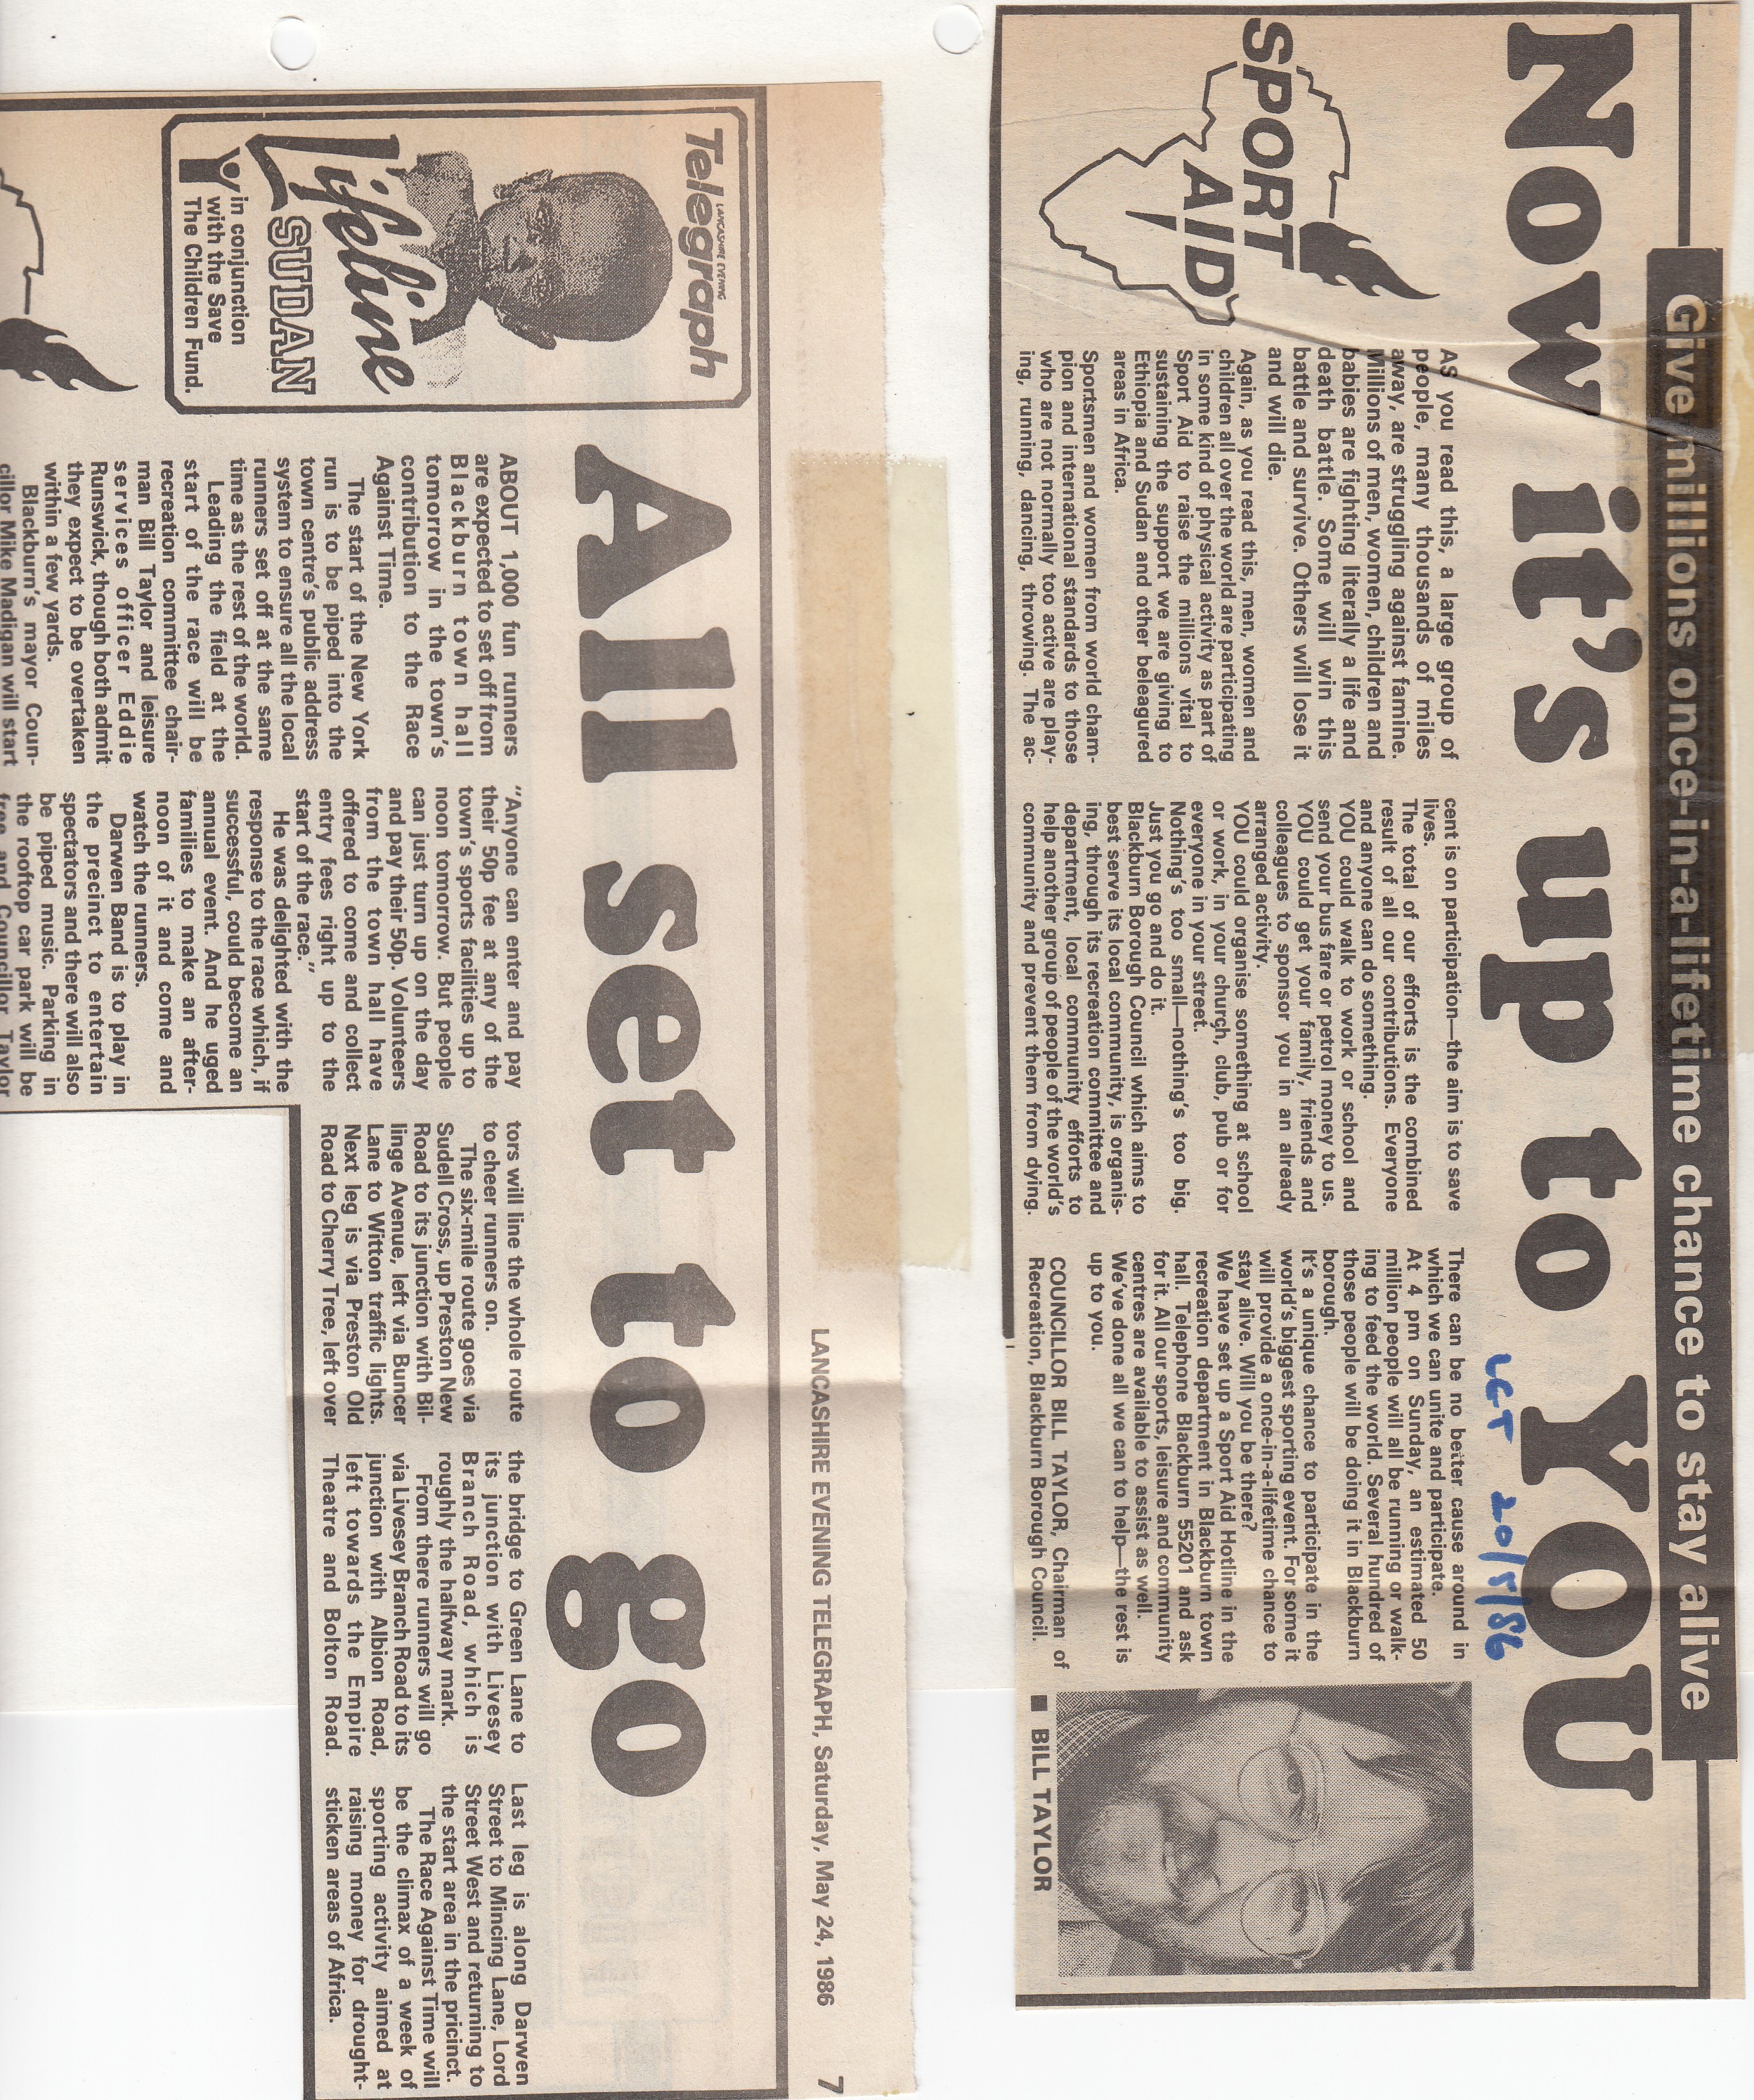 Give millions once-in-a-lifetime chance to stay alive
Now it's up to YOU
LET 20/5/86
SPORT
AID
AS you read this, a large group of
people, many thousands of miles
away, are struggling against famine.
Millions of men, women, children and
babies are fighting literally a life and
death battle. Some will win this
battle and survive. Others will lose it
and will die.
Again, as you read this, men, women and
children all over the world are participating
in some kind of physical activity as part of
Sport Aid to raise the millions vital to
sustaining the support we are giving to
Ethiopia and Sudan and other beleagured
areas in Africa.
Sportsmen and women from world cham-
pion and international standards to those
who are not normally too active are play-
ing, running, dancing, throwing. The ac-
cent is on participation—the aim is to save
lives.
The total of our efforts is the combined
result of all our contributions. Everyone
and anyone can do something.
YOU could walk to work or school and
send your bus fare or petrol money to us.
YOU could get your family, friends and
colleagues to sponsor you in an already
arranged activity.
YOU could organise something at school
or work, in your church, club, pub or for
everyone in your street.
Nothing's too small—nothing's too big.
Just you go and do it.
Blackburn Borough Council which aims to
best serve its local community, is organis-
ing, through its recreation committee and
department, local community efforts to
help another group of people of the world's
community and prevent them from dying.
There can be no better cause around in
which we can unite and participate.
At 4 pm on Sunday, an estimated 50
million people will all be running or walk-
ing to feed the world. Several hundred of
those people will be doing it in Blackburn
borough.
It's a unique chance to participate in the
world's biggest sporting event. For some it
will provide a once-in-a-lifetime chance to
stay alive. Will you be there?
We have set up a Sport Aid Hotline in the
recreation department in Blackburn town
hall. Telephone Blackburn 55201 and ask
for it. All our sports, leisure and community
centres are available to assist as well.
We've done all we can to help—the rest is
up to you.
COUNCILLOR BILL TAYLOR, Chairman of
Recreation, Blackburn Borough Council.
■ BILL TAYLOR
LANCASHIRE EVENING TELEGRAPH, Saturday, May 24, 1986 7
LANCASHIRE EVENING
Telegraph
Lifeline
SUDAN
in conjunction
with the Save
The Children Fund.
All set to go
ABOUT 1,000 fun runners
are expected to set off from
Blackburn town hall
tomorrow in the town's
contribution to the Race
Against Time.
The start of the New York
run is to be piped into the
town centre's public address
system to ensure all the local
runners set off at the same
time as the rest of the world.
Leading the field at the
start of the race will be
recreation committee chair-
man Bill Taylor and leisure
services officer Eddie
Runswick, though both admit
they expect to be overtaken
within a few yards.
Blackburn's mayor Coun-
cillor Mike Madigan will start
"Anyone can enter and pay
their 50p fee at any of the
town's sports facilities up to
noon tomorrow. But people
can just turn up on the day
and pay their 50p. Volunteers
from the town hall have
offered to come and collect
entry fees right up to the
start of the race."
He was delighted with the
response to the race which, if
successful, could become an
annual event. And he uged
families to make an after-
noon of it and come and
watch the runners.
Darwen Band is to play in
the precinct to entertain
spectators and there will also
be piped music. Parking in
the rooftop car park will be
free and Councillor Taylor
tors will line the whole route
to cheer runners on.
The six-mile route goes via
Sudell Cross, up Preston New
Road to its junction with Bil-
linge Avenue, left via Buncer
Lane to Witton traffic lights.
Next leg is via Preston Old
Road to Cherry Tree, left over
the bridge to Green Lane to
its junction with Livesey
Branch Road, which is
roughly the halfway mark.
From there runners will go
via Livesey Branch Road to its
junction with Albion Road,
left towards the Empire
Theatre and Bolton Road.
Last leg is along Darwen
Street to Mincing Lane, Lord
Street West and returning to
the start area in the pricinct.
The Race Against Time will
be the climax of a week of
sporting activity aimed at
raising money for drought-
sticken areas of Africa.